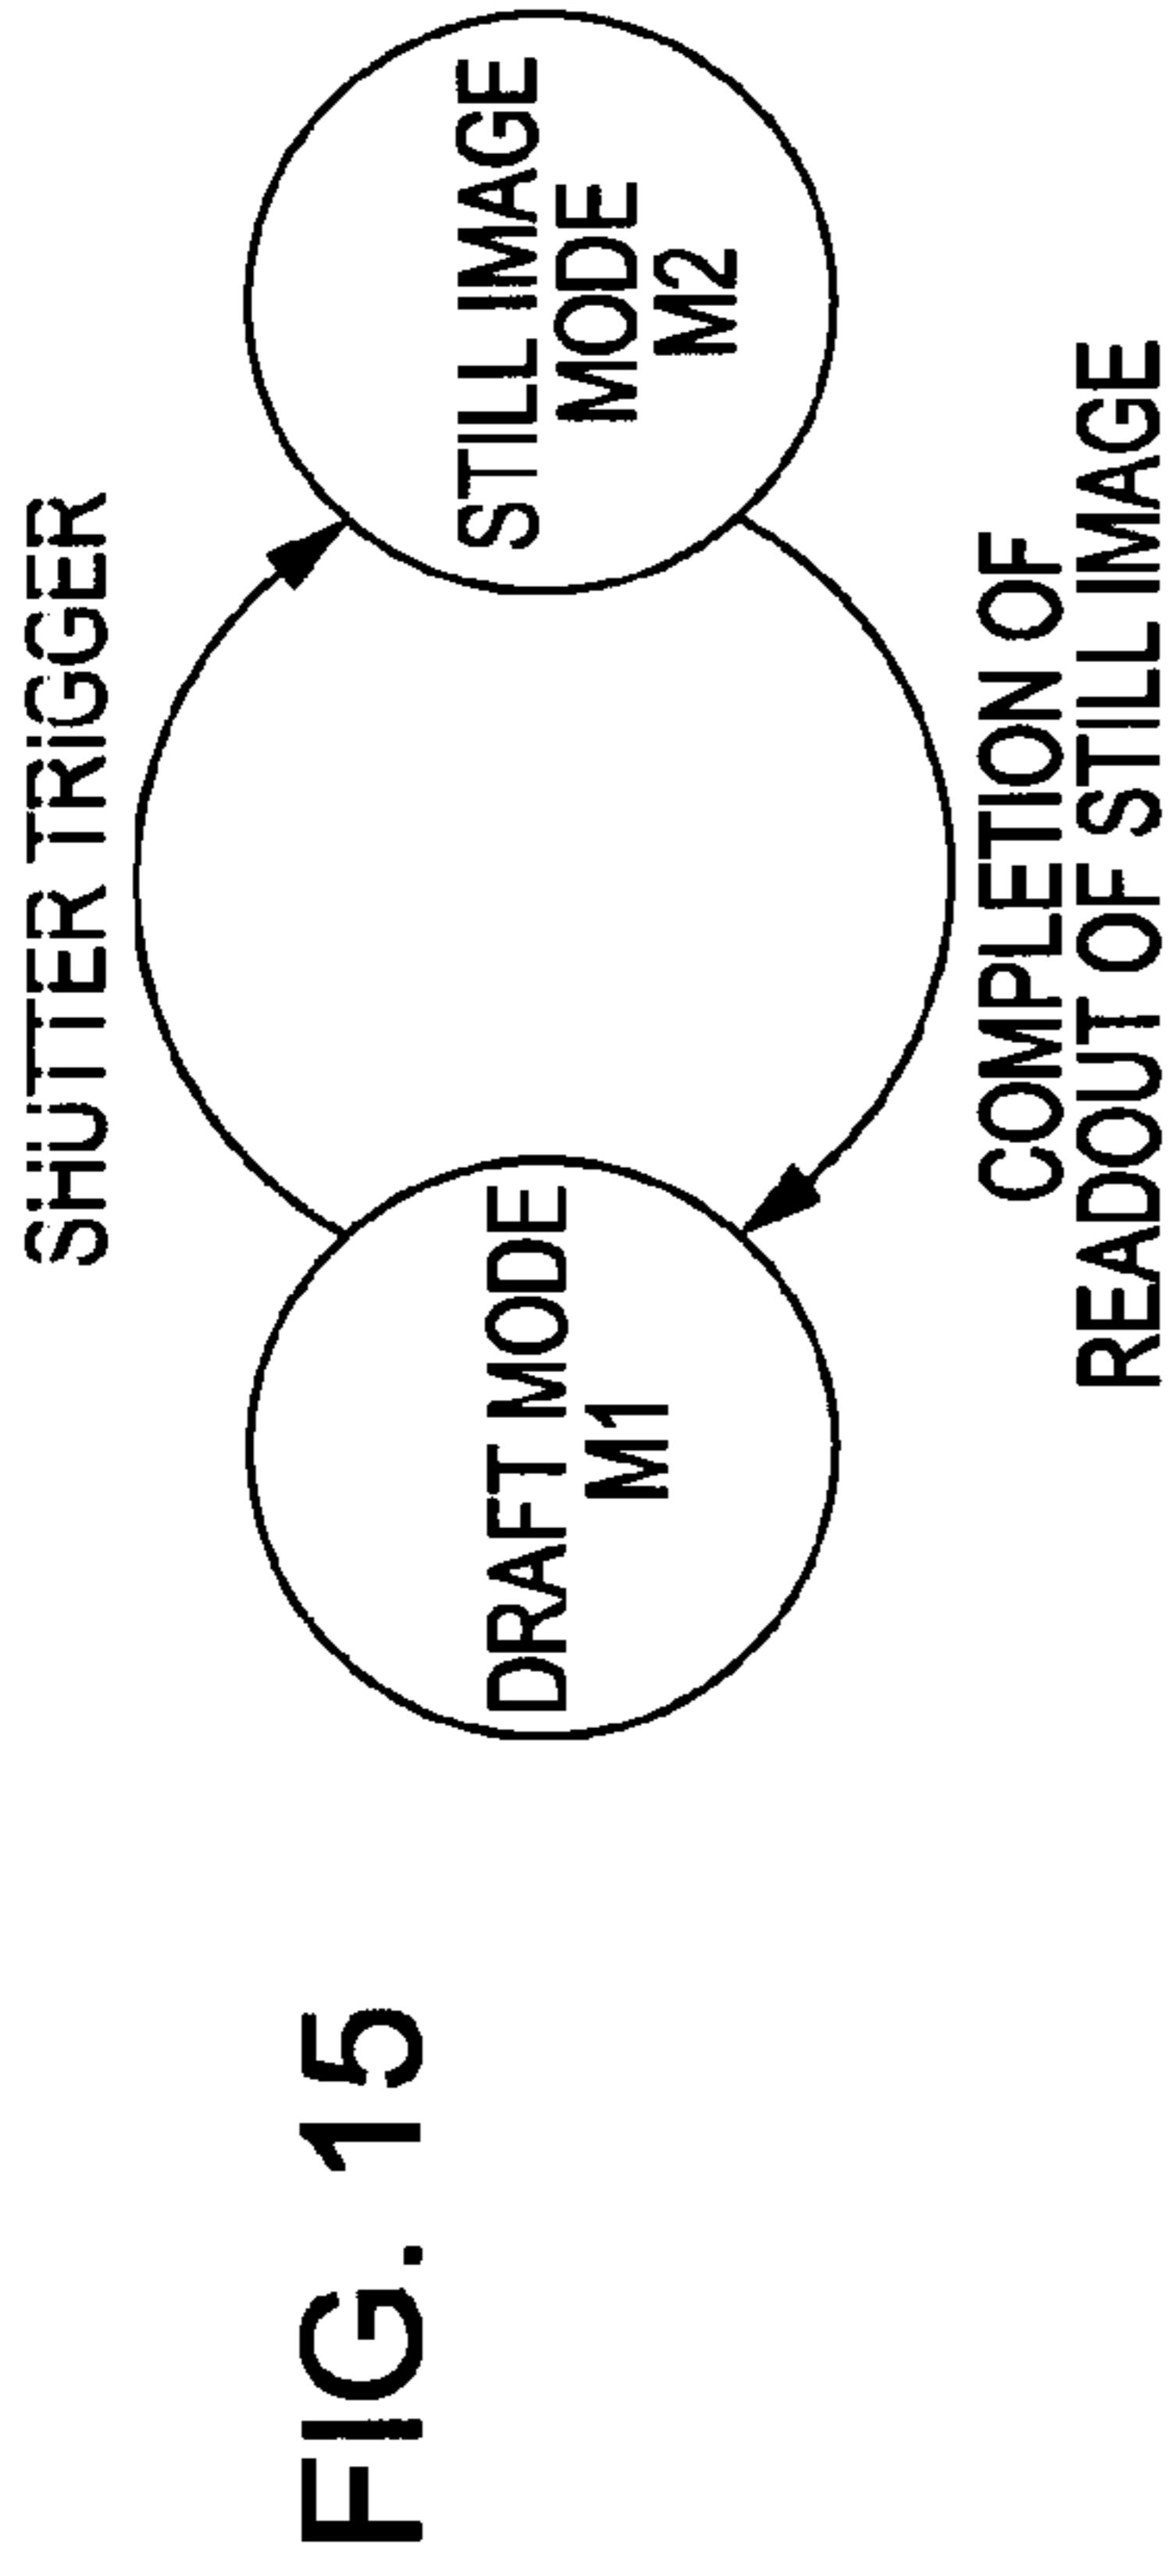 FIG. 15
SHUTTER TRIGGER
DRAFT MODE
M1
STILL IMAGE
MODE
M2
COMPLETION OF
READOUT OF STILL IMAGE